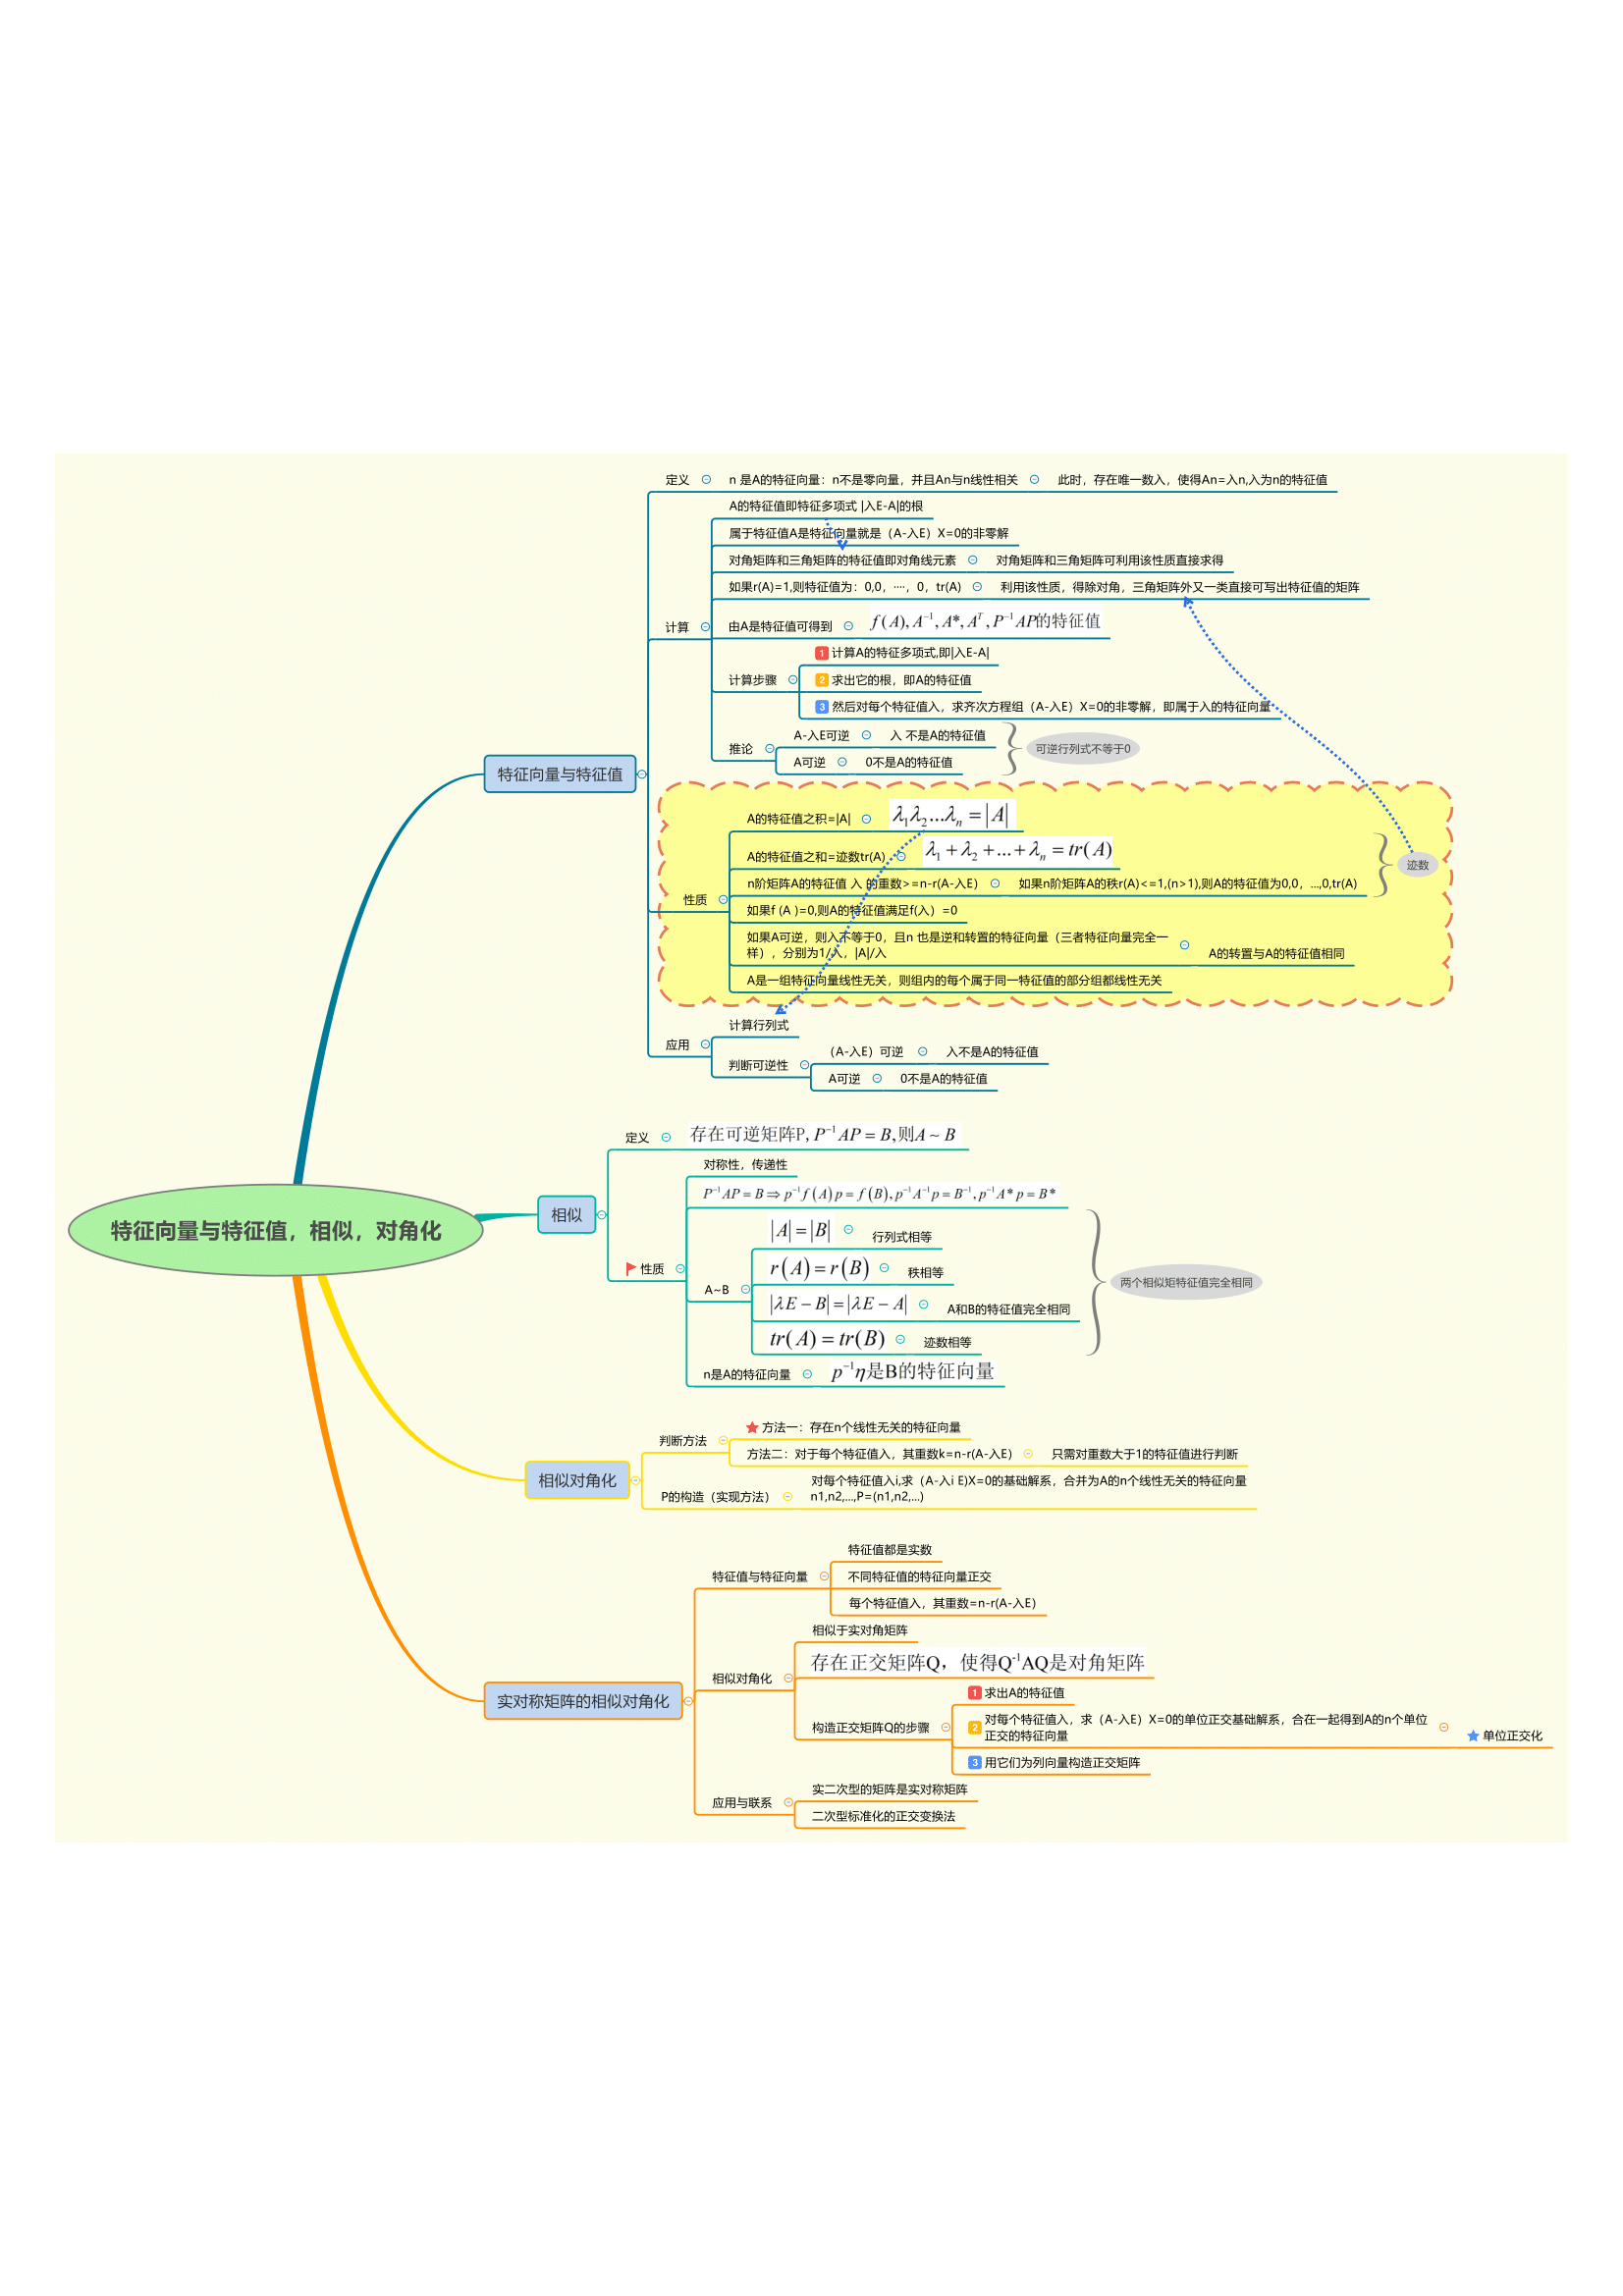 定义 n 是A的特征向量：n不是零向量，并且An与n线性相关 此时，存在唯一数入，使得An=入n,入为n的特征值
A的特征值即特征多项式 |入E-A|的根
属于特征值A是特征向量就是（A-入E）X=0的非零解
对角矩阵和三角矩阵的特征值即对角线元素 对角矩阵和三角矩阵可利用该性质直接求得
如果r(A)=1,则特征值为：0,0，····，0，tr(A) 利用该性质，得除对角，三角矩阵外又一类直接可写出特征值的矩阵
计算 由A是特征值可得到 f(A), A⁻¹, A*, Aᵀ, P⁻¹AP的特征值
1 计算A的特征多项式,即|入E-A|
计算步骤 2 求出它的根，即A的特征值
3 然后对每个特征值入，求齐次方程组（A-入E）X=0的非零解，即属于入的特征向量
推论 A-入E可逆 入 不是A的特征值
A可逆 0不是A的特征值
可逆行列式不等于0
特征向量与特征值
A的特征值之积=|A| λ₁λ₂...λₙ = |A|
A的特征值之和=迹数tr(A) λ₁ + λ₂ + ... + λₙ = tr(A)
n阶矩阵A的特征值 入 的重数>=n-r(A-入E) 如果n阶矩阵A的秩r(A)<=1,(n>1),则A的特征值为0,0，...,0,tr(A)
迹数
性质 如果f (A )=0,则A的特征值满足f(入）=0
如果A可逆，则入不等于0，且n 也是逆和转置的特征向量（三者特征向量完全一
样），分别为1/入，|A|/入 A的转置与A的特征值相同
A是一组特征向量线性无关，则组内的每个属于同一特征值的部分组都线性无关
计算行列式
应用 判断可逆性 （A-入E）可逆 入不是A的特征值
A可逆 0不是A的特征值
特征向量与特征值，相似，对角化
相似
定义 存在可逆矩阵P, P⁻¹AP = B, 则A ~ B
对称性，传递性
P⁻¹AP = B ⇒ p⁻¹f(A)p = f(B), p⁻¹A⁻¹p = B⁻¹, p⁻¹A*p = B*
性质 A~B |A| = |B| 行列式相等
r(A) = r(B) 秩相等
|λE − B| = |λE − A| A和B的特征值完全相同
tr(A) = tr(B) 迹数相等
两个相似矩特征值完全相同
n是A的特征向量 p⁻¹η是B的特征向量
相似对角化
判断方法 方法一：存在n个线性无关的特征向量
方法二：对于每个特征值入，其重数k=n-r(A-入E） 只需对重数大于1的特征值进行判断
P的构造（实现方法） 对每个特征值入i,求（A-入i E)X=0的基础解系，合并为A的n个线性无关的特征向量
n1,n2,...,P=(n1,n2,...)
实对称矩阵的相似对角化
特征值与特征向量 特征值都是实数
不同特征值的特征向量正交
每个特征值入，其重数=n-r(A-入E）
相似对角化 相似于实对角矩阵
存在正交矩阵Q，使得Q⁻¹AQ是对角矩阵
构造正交矩阵Q的步骤 1 求出A的特征值
2 对每个特征值入，求（A-入E）X=0的单位正交基础解系，合在一起得到A的n个单位
正交的特征向量 单位正交化
3 用它们为列向量构造正交矩阵
应用与联系 实二次型的矩阵是实对称矩阵
二次型标准化的正交变换法